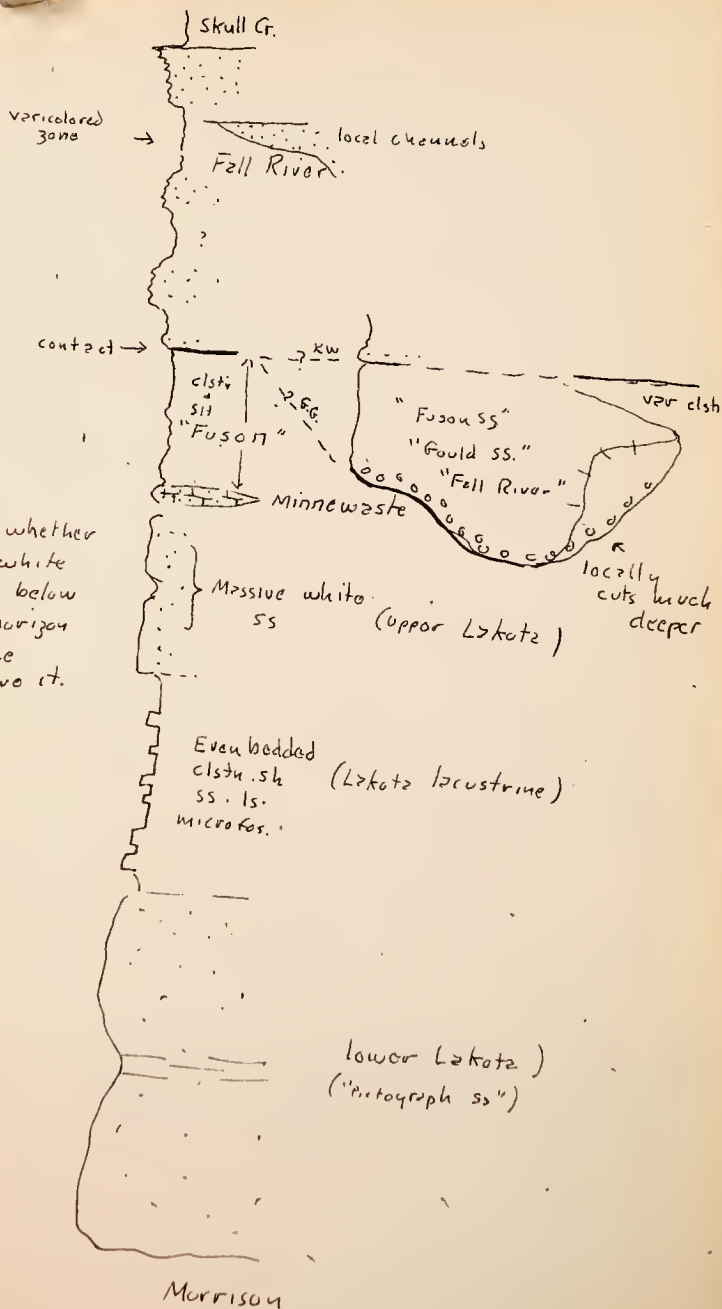 Skull Cr.
varicolored
zone
local channels
Fall River
?
contact
? KW
clstn
slt
"Fuson"
? G.G.
"Fuson ss"
"Gould ss."
"Fall River"
var clsh
Minnewaste
locally
cuts much
deeper
whether
white
below
horizon
ve it.
Massive white
ss
(upper Lakota)
Even bedded
clstn. sh
ss. ls.
microfos.
(Lakota lacustrine)
lower Lakota)
("Pictograph ss")
Morrison